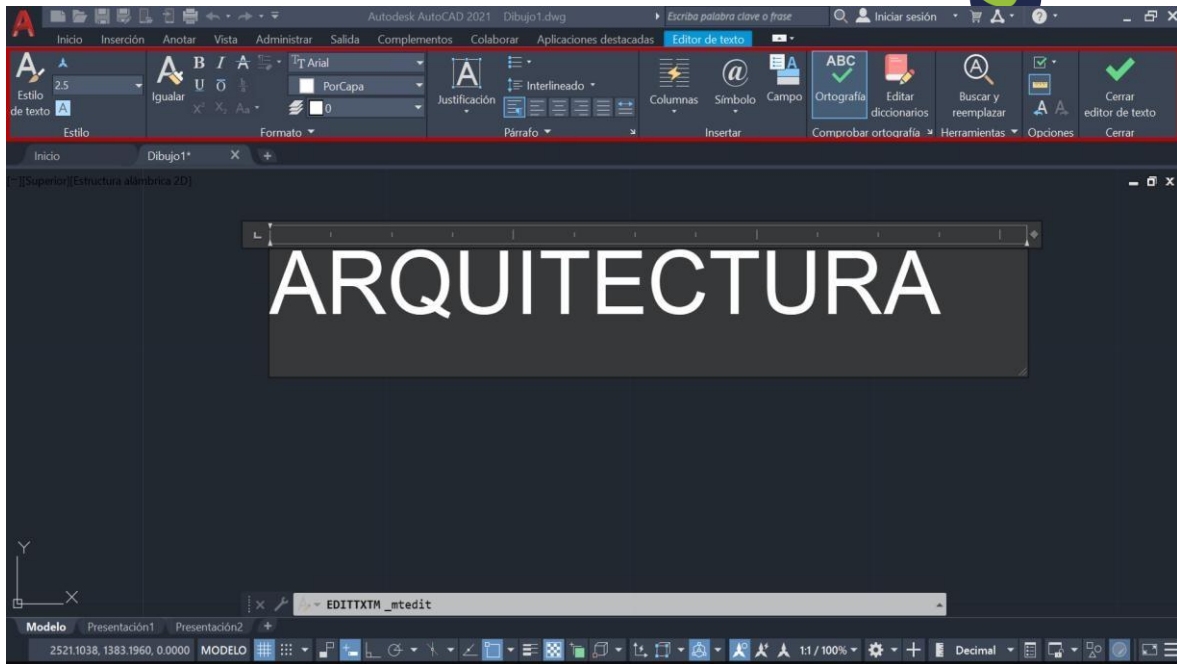 Autodesk AutoCAD 2021 Dibujo1.dwg Escriba palabra clave o frase Iniciar sesión
Inicio Inserción Anotar Vista Administrar Salida Complementos Colaborar Aplicaciones destacadas Editor de texto
Estilo de texto
2.5
Igualar
B I A
U O
Arial
PorCapa
0
Justificación
Interlineado
Columnas
Símbolo
Campo
ABC
Ortografía
Editar diccionarios
Buscar y reemplazar
Cerrar editor de texto
Estilo Formato Párrafo Insertar Comprobar ortografía Herramientas Opciones Cerrar
Inicio Dibujo1* +
[−][Superior][Estructura alámbrica 2D]
ARQUITECTURA
Y
X
EDITTXTM _mtedit
Modelo Presentación1 Presentación2 +
2521.1038, 1383.1960, 0.0000 MODELO 1:1 / 100% Decimal